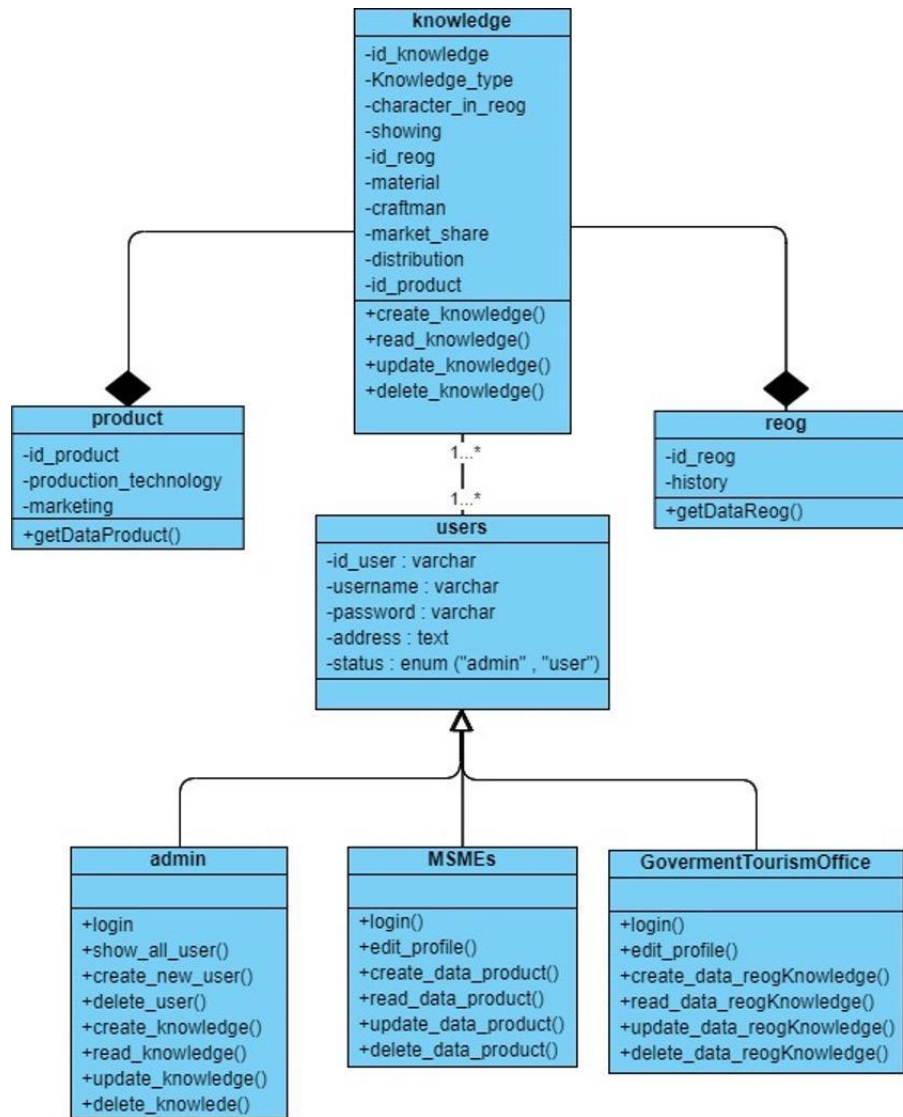 knowledge
-id_knowledge
-Knowledge_type
-character_in_reog
-showing
-id_reog
-material
-craftman
-market_share
-distribution
-id_product
+create_knowledge()
+read_knowledge()
+update_knowledge()
+delete_knowledge()
product
-id_product
-production_technology
-marketing
+getDataProduct()
reog
-id_reog
-history
+getDataReog()
1...*
1...*
users
-id_user : varchar
-username : varchar
-password : varchar
-address : text
-status : enum ("admin" , "user")
admin
+login
+show_all_user()
+create_new_user()
+delete_user()
+create_knowledge()
+read_knowledge()
+update_knowledge()
+delete_knowlede()
MSMEs
+login()
+edit_profile()
+create_data_product()
+read_data_product()
+update_data_product()
+delete_data_product()
GovermentTourismOffice
+login()
+edit_profile()
+create_data_reogKnowledge()
+read_data_reogKnowledge()
+update_data_reogKnowledge()
+delete_data_reogKnowledge()